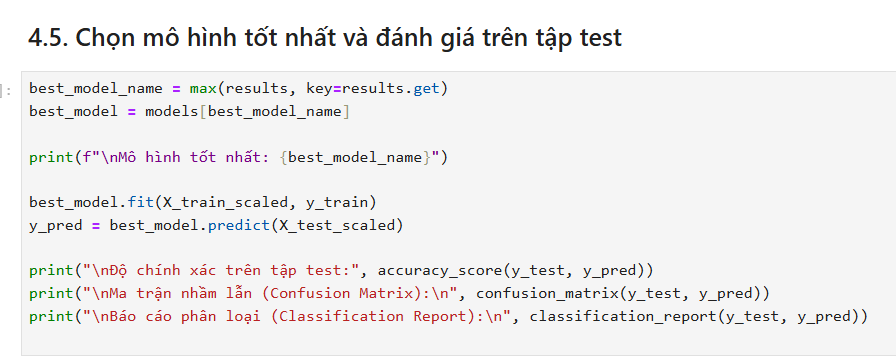 4.5. Chọn mô hình tốt nhất và đánh giá trên tập test
]:
best_model_name = max(results, key=results.get)
best_model = models[best_model_name]
print(f"\nMô hình tốt nhất: {best_model_name}")
best_model.fit(X_train_scaled, y_train)
y_pred = best_model.predict(X_test_scaled)
print("\nĐộ chính xác trên tập test:", accuracy_score(y_test, y_pred))
print("\nMa trận nhầm lẫn (Confusion Matrix):\n", confusion_matrix(y_test, y_pred))
print("\nBáo cáo phân loại (Classification Report):\n", classification_report(y_test, y_pred))